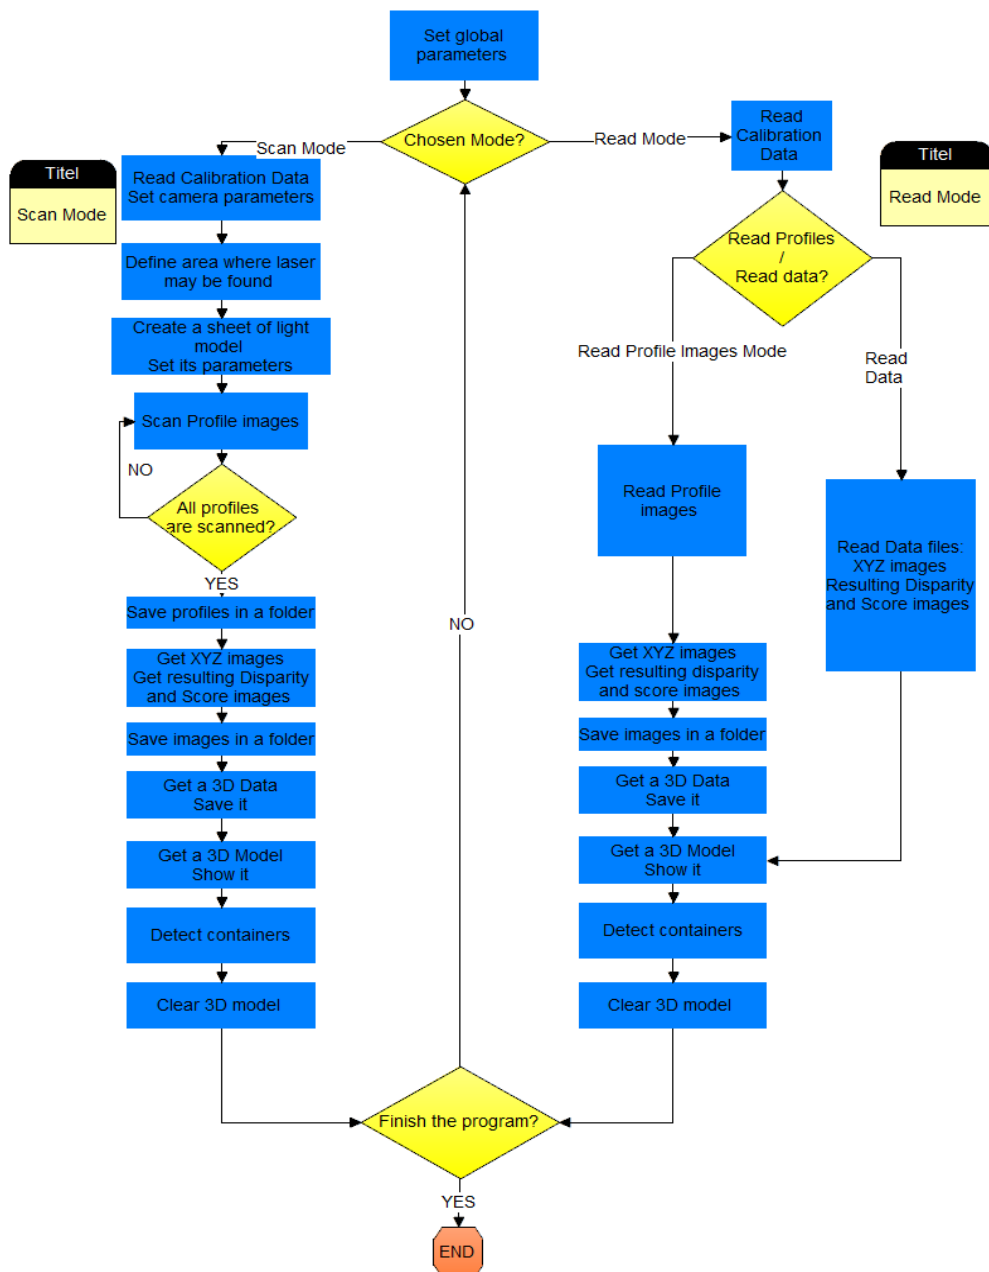 Set global
parameters
Chosen Mode?
Scan Mode
Read Mode
Read
Calibration
Data
Titel
Scan Mode
Titel
Read Mode
Read Calibration Data
Set camera parameters
Define area where laser
may be found
Create a sheet of light
model
Set its parameters
Scan Profile images
NO
All profiles
are scanned?
YES
Save profiles in a folder
Get XYZ images
Get resulting Disparity
and Score images
Save images in a folder
Get a 3D Data
Save it
Get a 3D Model
Show it
Detect containers
Clear 3D model
NO
Read Profiles
/
Read data?
Read Profile Images Mode
Read
Data
Read Profile
images
Read Data files:
XYZ images
Resulting Disparity
and Score images
Get XYZ images
Get resulting disparity
and score images
Save images in a folder
Get a 3D Data
Save it
Get a 3D Model
Show it
Detect containers
Clear 3D model
Finish the program?
YES
END